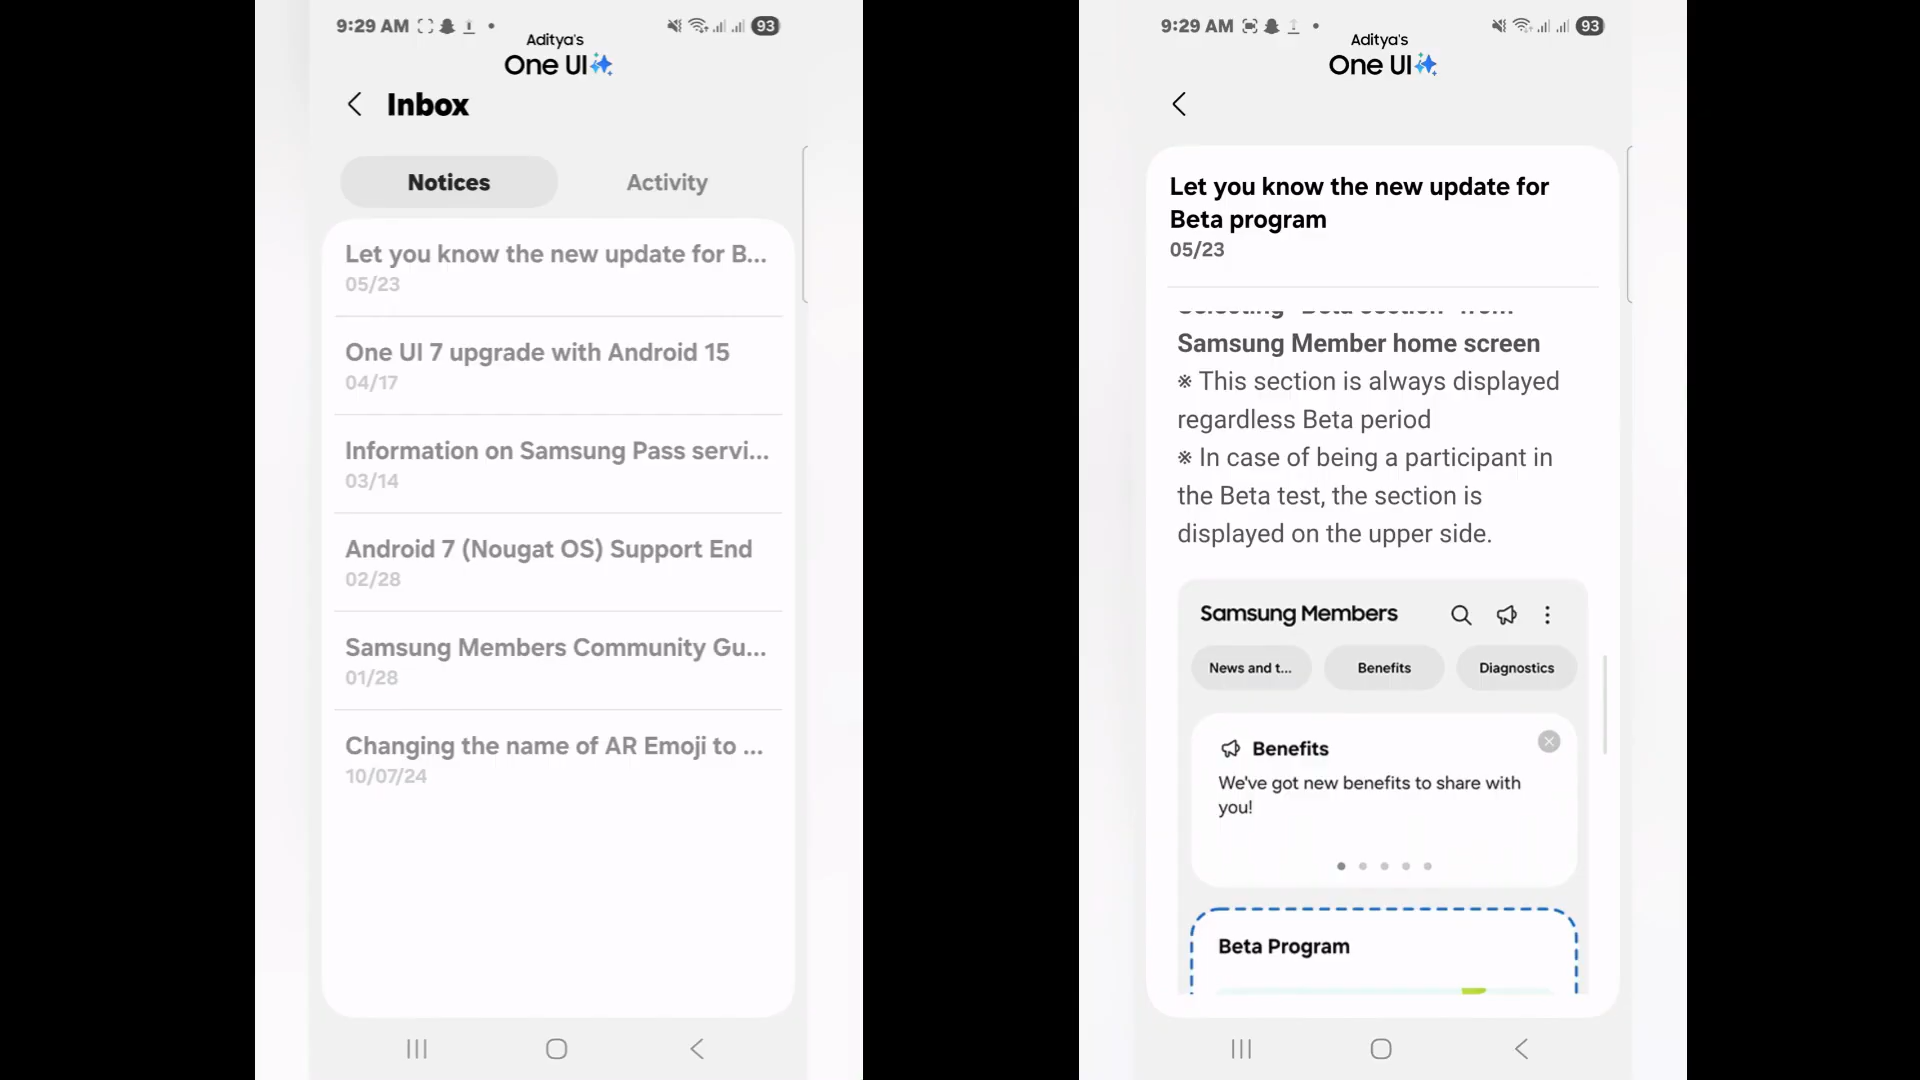 9:29 AM
93
Aditya's
One UI
Inbox
Notices
Activity
Let you know the new update for B...
05/23
One UI 7 upgrade with Android 15
04/17
Information on Samsung Pass servi...
03/14
Android 7 (Nougat OS) Support End
02/28
Samsung Members Community Gu...
01/28
Changing the name of AR Emoji to ...
10/07/24
9:29 AM
93
Aditya's
One UI
Let you know the new update for
Beta program
05/23
Selecting "Beta section" from
Samsung Member home screen
※ This section is always displayed
regardless Beta period
※ In case of being a participant in
the Beta test, the section is
displayed on the upper side.
Samsung Members
News and t...
Benefits
Diagnostics
Benefits
We've got new benefits to share with
you!
Beta Program